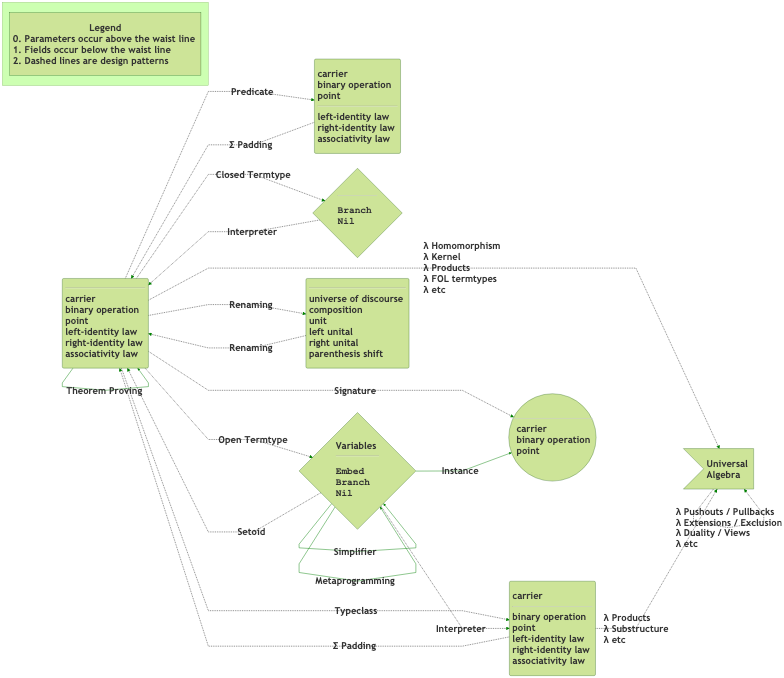 Legend
0. Parameters occur above the waist line
1. Fields occur below the waist line
2. Dashed lines are design patterns
Predicate
carrier
binary operation
point
left-identity law
right-identity law
associativity law
Σ Padding
Closed Termtype
Branch
Nil
Interpreter
λ Homomorphism
λ Kernel
λ Products
λ FOL termtypes
λ etc
carrier
binary operation
point
left-identity law
right-identity law
associativity law
Theorem Proving
Renaming
Renaming
universe of discourse
composition
unit
left unital
right unital
parenthesis shift
Signature
carrier
binary operation
point
Open Termtype
Variables
Embed
Branch
Nil
Instance
Universal
Algebra
Setoid
Simplifier
Metaprogramming
λ Pushouts / Pullbacks
λ Extensions / Exclusion
λ Duality / Views
λ etc
Typeclass
Interpreter
Σ Padding
carrier
binary operation
point
left-identity law
right-identity law
associativity law
λ Products
λ Substructure
λ etc